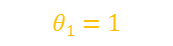 θ₁ = 1